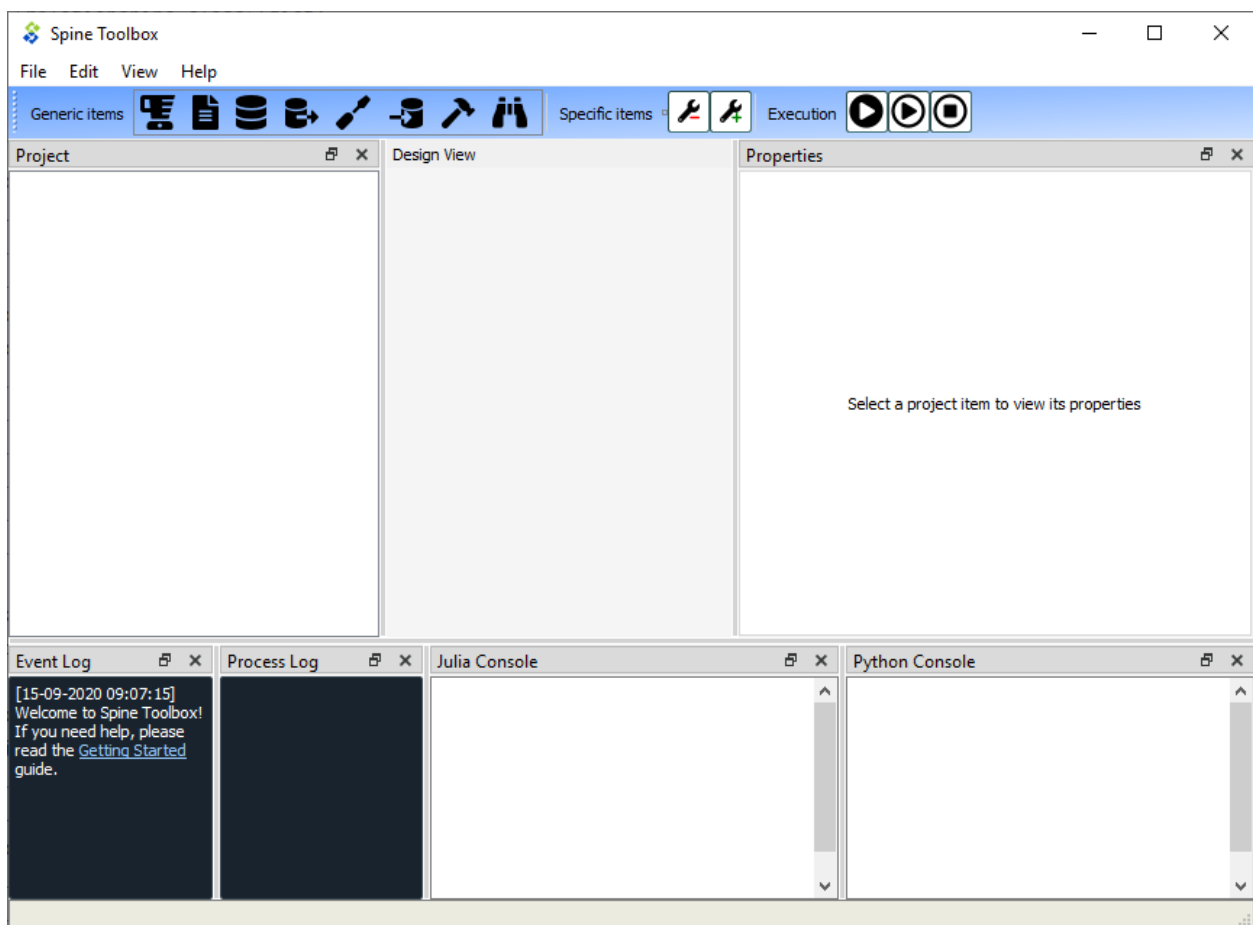 Spine Toolbox
File Edit View Help
Generic items Specific items Execution
Project Design View Properties
Select a project item to view its properties
Event Log Process Log Julia Console Python Console
[15-09-2020 09:07:15]
Welcome to Spine Toolbox!
If you need help, please
read the Getting Started
guide.